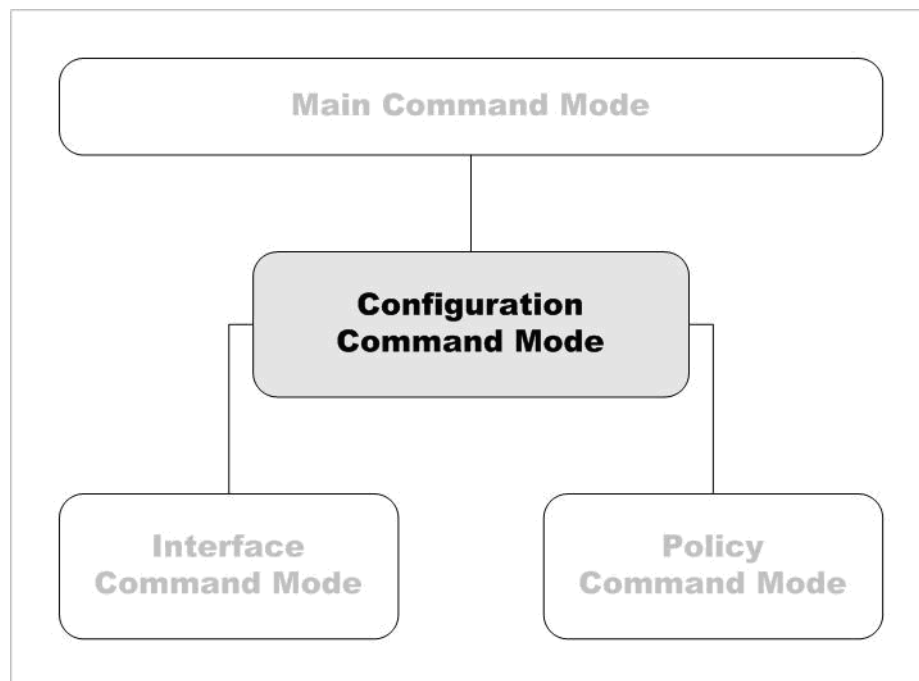 Main Command Mode
Configuration
Command Mode
Interface
Command Mode
Policy
Command Mode